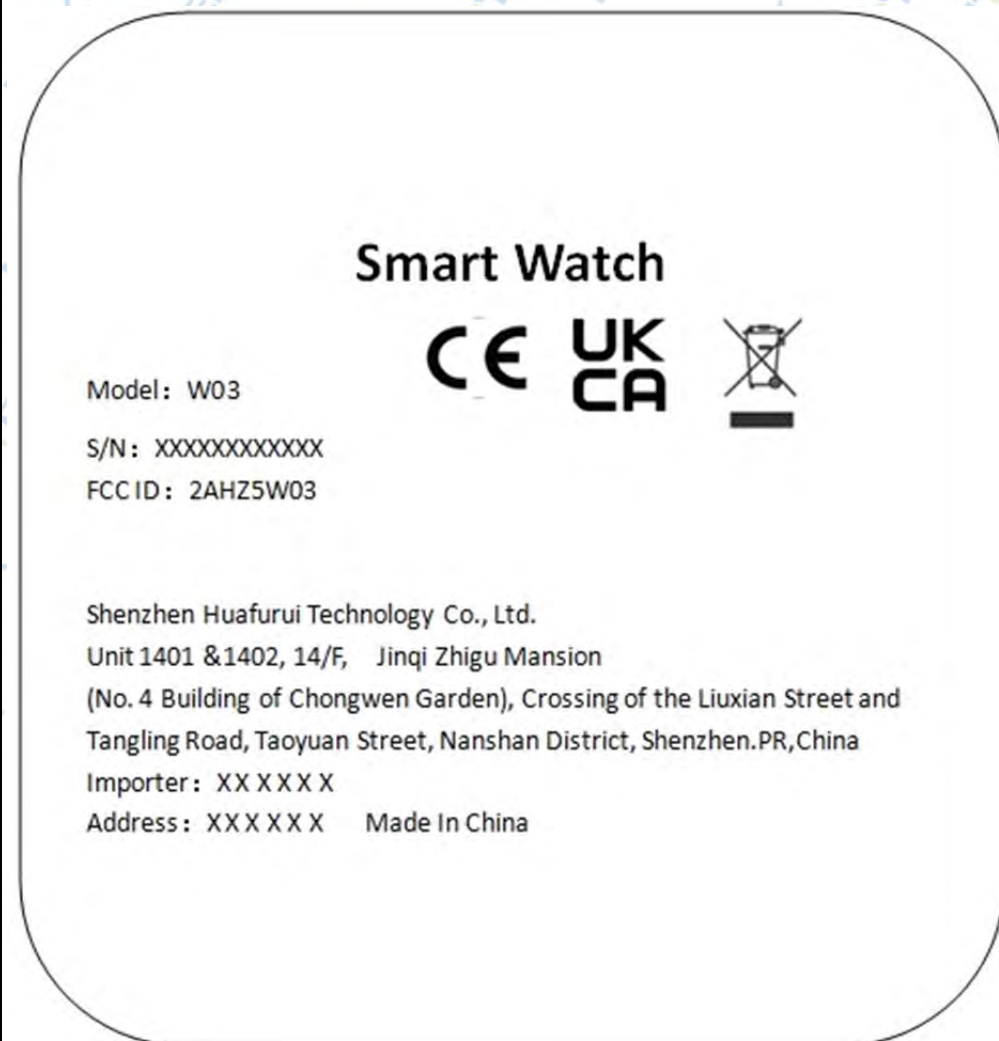 Smart Watch
CE UK
CA
Model: W03
S/N: XXXXXXXXXXXX
FCC ID: 2AHZ5W03
Shenzhen Huafurui Technology Co., Ltd.
Unit 1401 &1402, 14/F, Jinqi Zhigu Mansion
(No. 4 Building of Chongwen Garden), Crossing of the Liuxian Street and
Tangling Road, Taoyuan Street, Nanshan District, Shenzhen.PR,China
Importer: XX XXXX
Address: XXXXXX Made In China